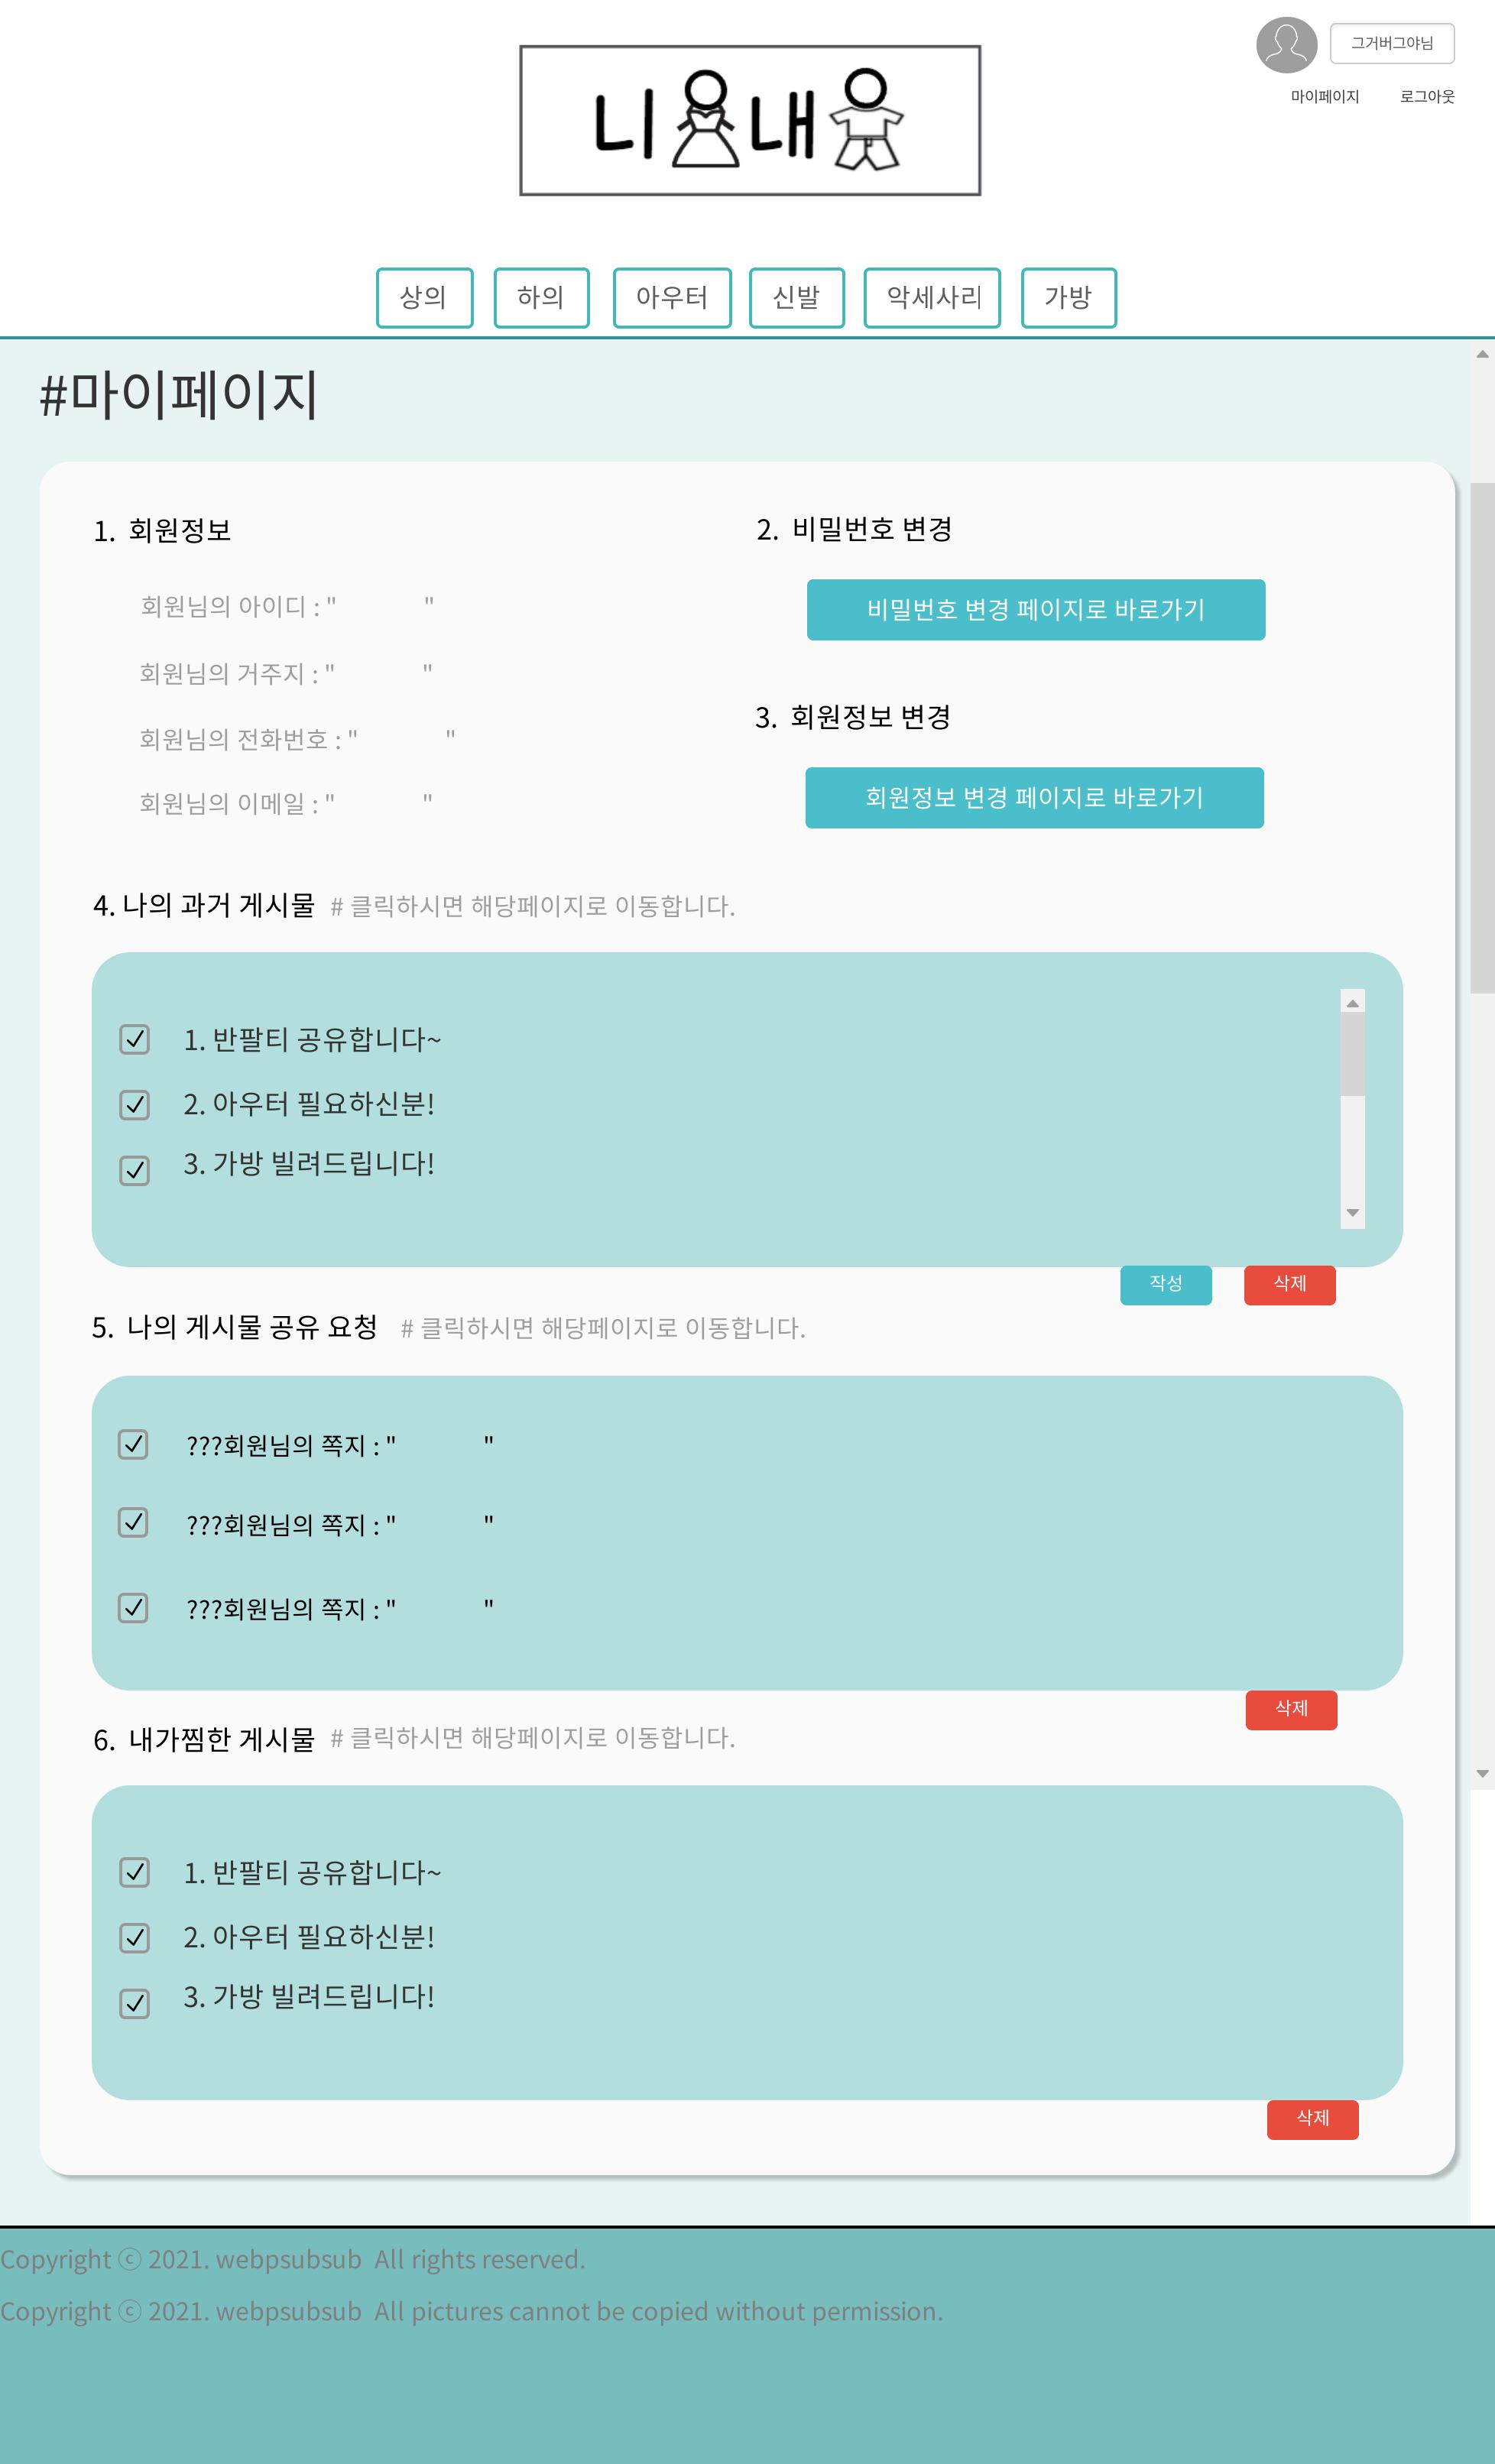 그거버그야님
마이페이지 로그아웃
니옷내옷
상의 하의 아우터 신발 악세사리 가방
#마이페이지
1. 회원정보
회원님의 아이디 : " "
회원님의 거주지 : " "
회원님의 전화번호 : " "
회원님의 이메일 : " "
2. 비밀번호 변경
비밀번호 변경 페이지로 바로가기
3. 회원정보 변경
회원정보 변경 페이지로 바로가기
4. 나의 과거 게시물 # 클릭하시면 해당페이지로 이동합니다.
1. 반팔티 공유합니다~
2. 아우터 필요하신분!
3. 가방 빌려드립니다!
작성 삭제
5. 나의 게시물 공유 요청 # 클릭하시면 해당페이지로 이동합니다.
???회원님의 쪽지 : " "
???회원님의 쪽지 : " "
???회원님의 쪽지 : " "
삭제
6. 내가찜한 게시물 # 클릭하시면 해당페이지로 이동합니다.
1. 반팔티 공유합니다~
2. 아우터 필요하신분!
3. 가방 빌려드립니다!
삭제
Copyright ⓒ 2021. webpsubsub All rights reserved.
Copyright ⓒ 2021. webpsubsub All pictures cannot be copied without permission.